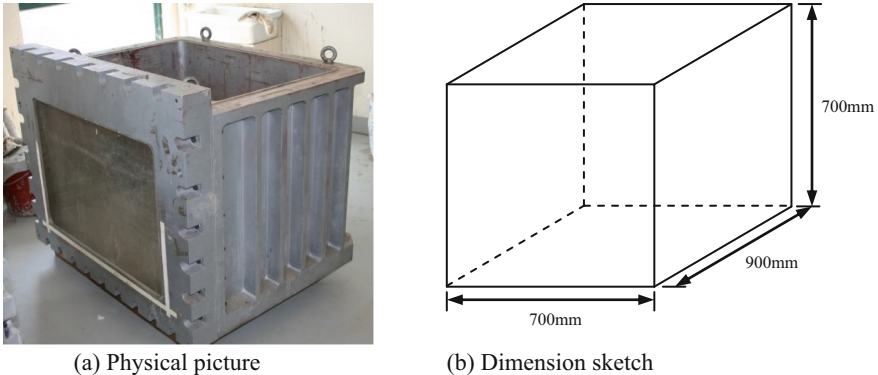 700mm
900mm
700mm
(a) Physical picture
(b) Dimension sketch